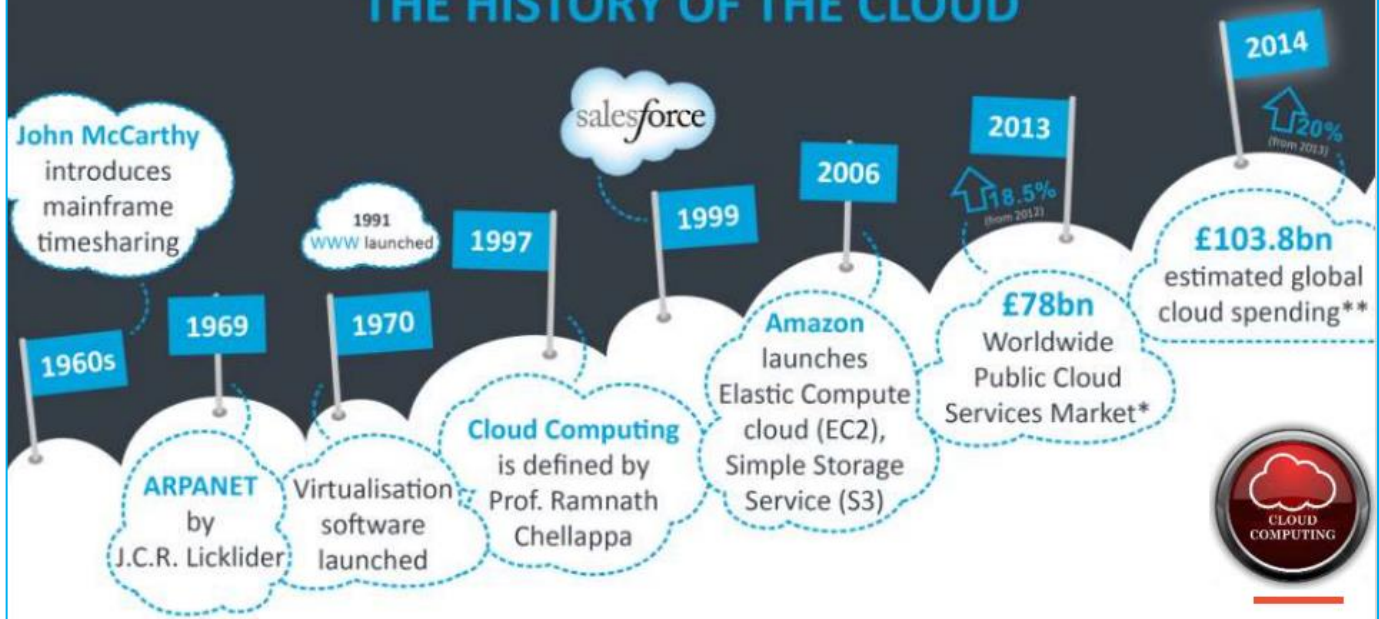 THE HISTORY OF THE CLOUD
1960s
John McCarthy
introduces
mainframe
timesharing
1969
ARPANET
by
J.C.R. Licklider
1970
Virtualisation
software
launched
1991
WWW launched
1997
Cloud Computing
is defined by
Prof. Ramnath
Chellappa
1999
salesforce
2006
Amazon
launches
Elastic Compute
cloud (EC2),
Simple Storage
Service (S3)
2013
18.5%
(from 2012)
£78bn
Worldwide
Public Cloud
Services Market*
2014
20%
(from 2013)
£103.8bn
estimated global
cloud spending**
CLOUD
COMPUTING